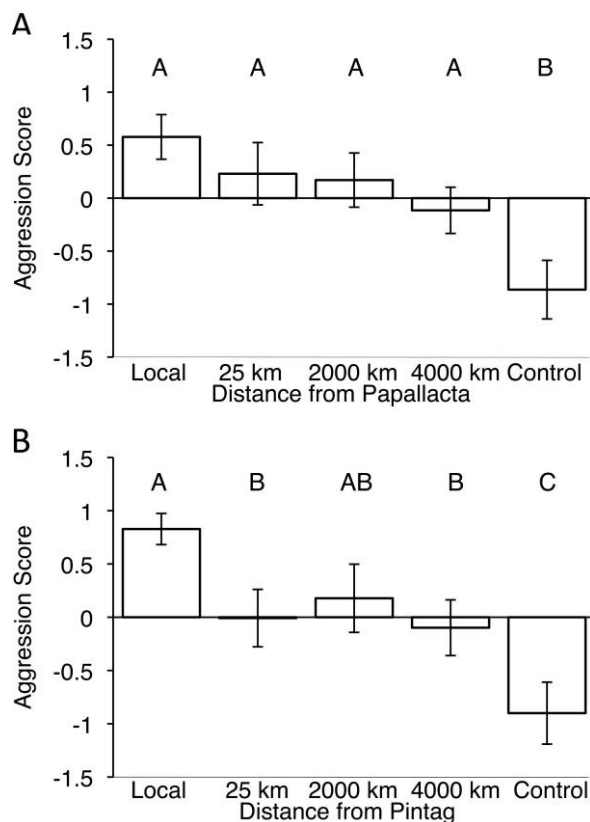 A
1.5
A A A A B
1
0.5
0
-0.5
-1
-1.5
Aggression Score
Local 25 km 2000 km 4000 km Control
Distance from Papallacta
B
1.5
A B AB B C
1
0.5
0
-0.5
-1
-1.5
Aggression Score
Local 25 km 2000 km 4000 km Control
Distance from Pintag